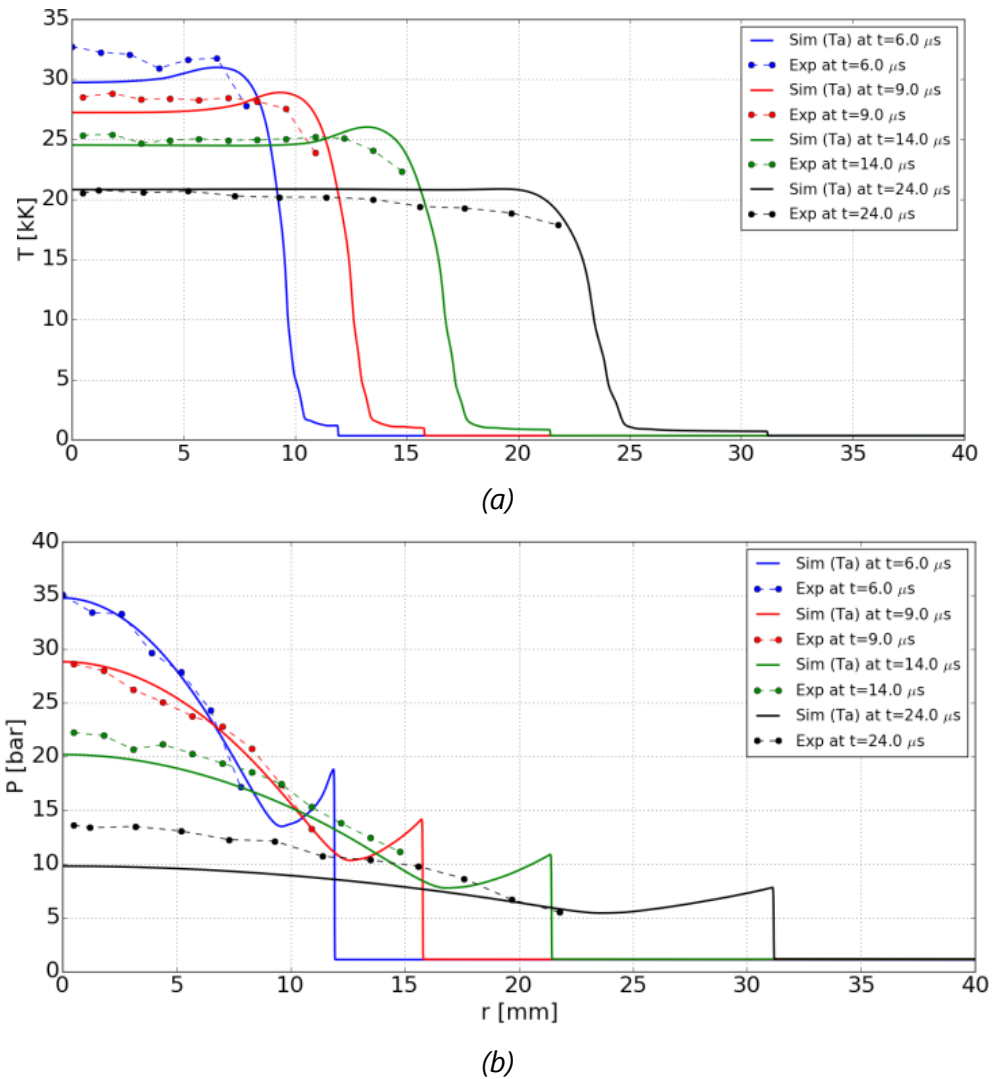 35
30
25
20
15
10
5
0
T [kK]
0 5 10 15 20 25 30 35 40
Sim (Ta) at t=6.0 μs
Exp at t=6.0 μs
Sim (Ta) at t=9.0 μs
Exp at t=9.0 μs
Sim (Ta) at t=14.0 μs
Exp at t=14.0 μs
Sim (Ta) at t=24.0 μs
Exp at t=24.0 μs
(a)
40
35
30
25
20
15
10
5
0
P [bar]
Sim (Ta) at t=6.0 μs
Exp at t=6.0 μs
Sim (Ta) at t=9.0 μs
Exp at t=9.0 μs
Sim (Ta) at t=14.0 μs
Exp at t=14.0 μs
Sim (Ta) at t=24.0 μs
Exp at t=24.0 μs
0 5 10 15 20 25 30 35 40
r [mm]
(b)